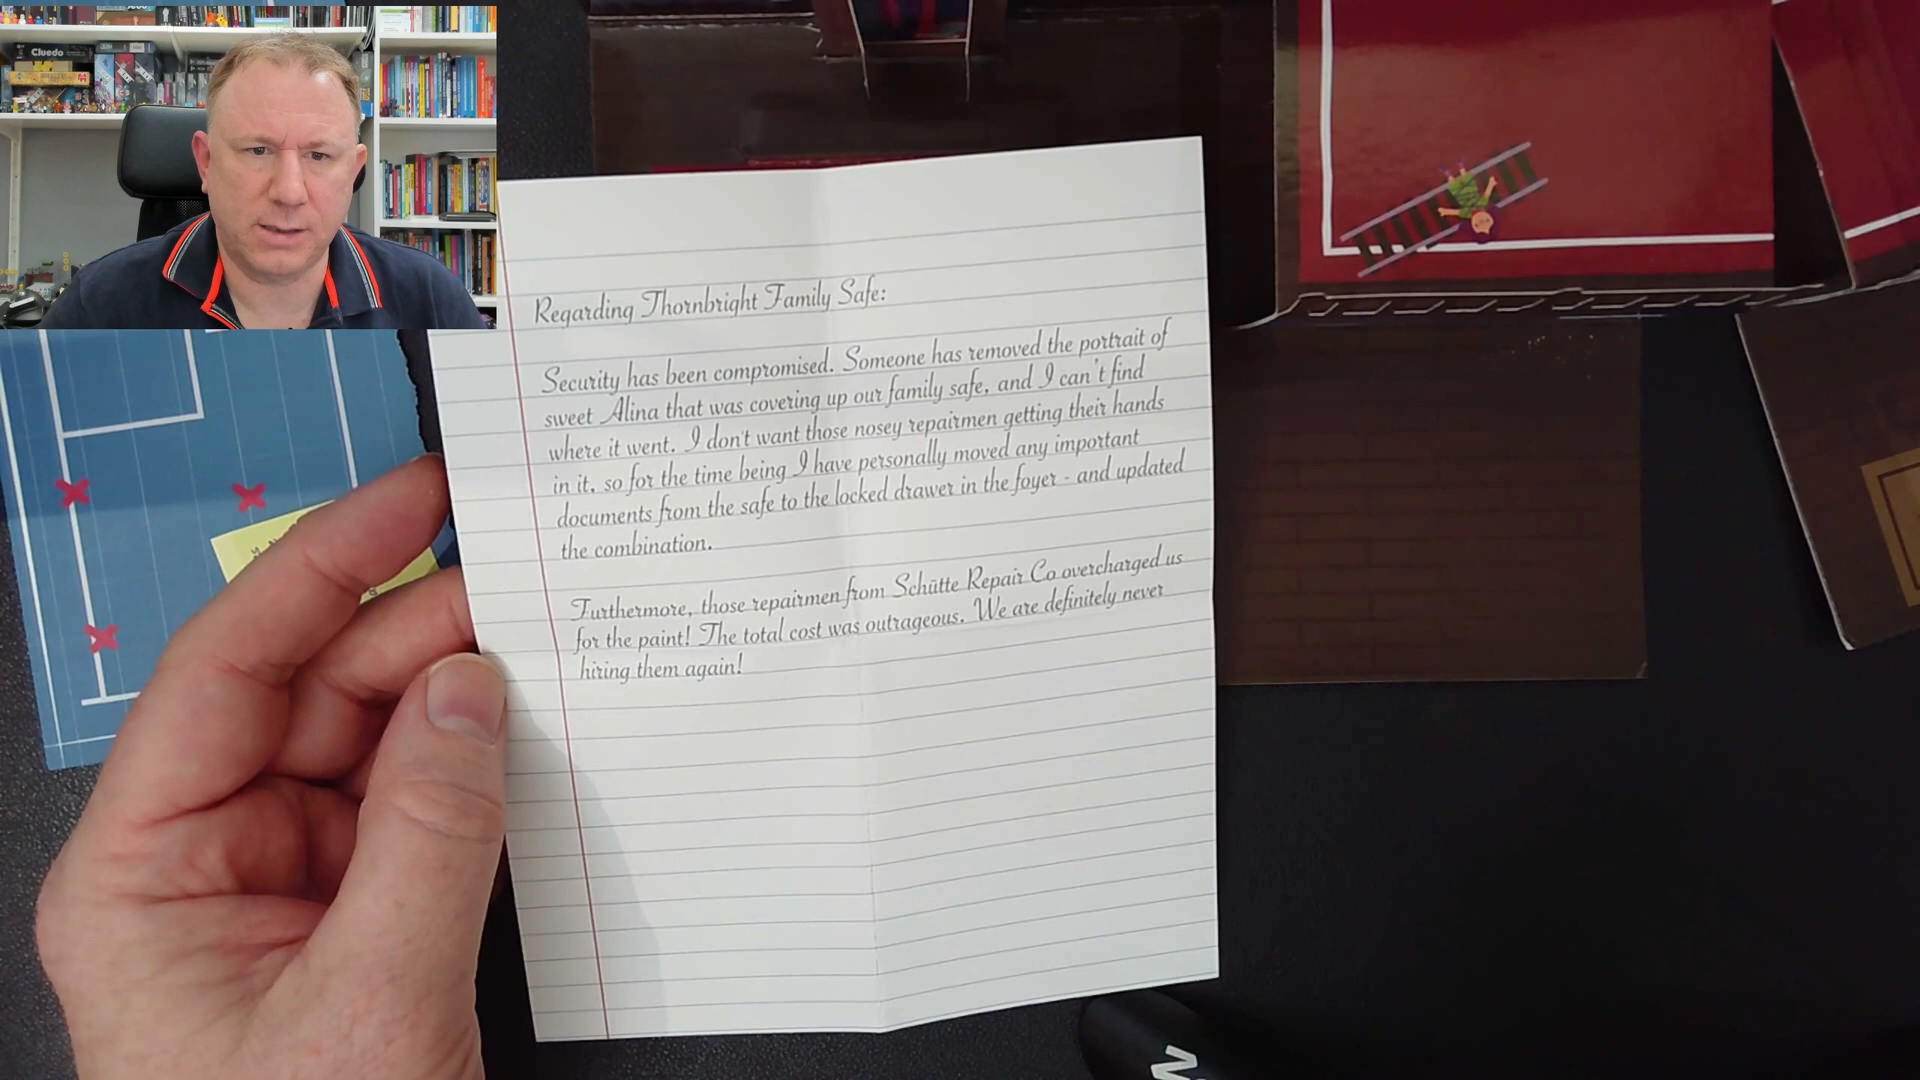 Cluedo
Regarding Thornbright Family Safe:
Security has been compromised. Someone has removed the portrait of
sweet Alina that was covering up our family safe, and I can't find
where it went. I don't want those nosey repairmen getting their hands
in it, so for the time being I have personally moved any important
documents from the safe to the locked drawer in the foyer - and updated
the combination.
Furthermore, those repairmen from Schütte Repair Co overcharged us
for the paint! The total cost was outrageous. We are definitely never
hiring them again!